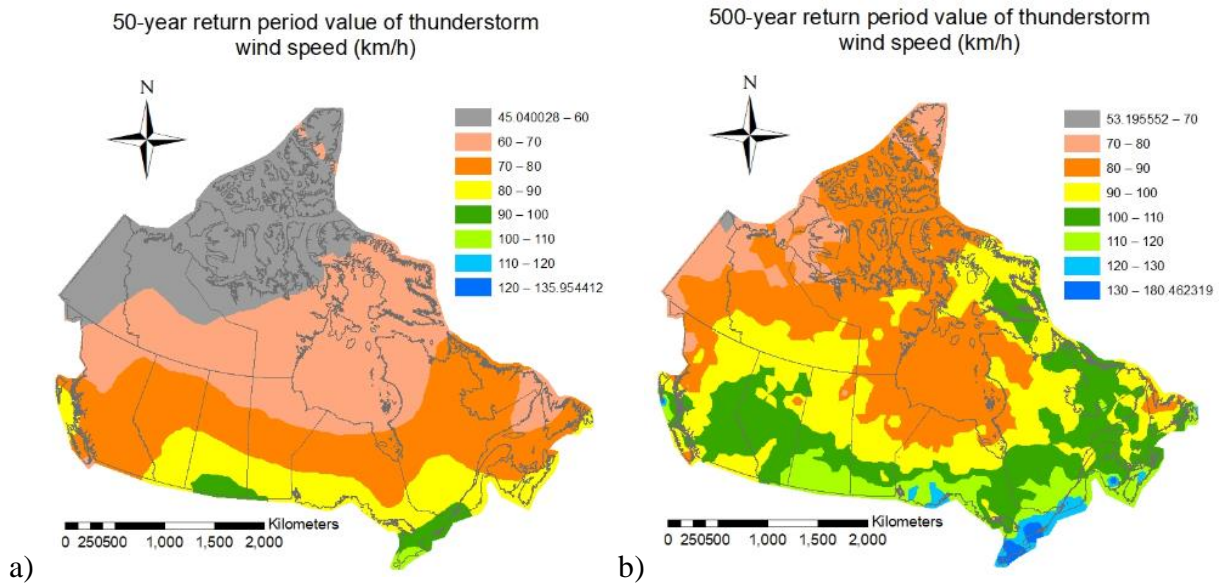 50-year return period value of thunderstorm
wind speed (km/h)
N
45.040028 – 60
60 – 70
70 – 80
80 – 90
90 – 100
100 – 110
110 – 120
120 – 135.954412
Kilometers
0 250500 1,000 1,500 2,000
a)
500-year return period value of thunderstorm
wind speed (km/h)
N
53.195552 – 70
70 – 80
80 – 90
90 – 100
100 – 110
110 – 120
120 – 130
130 – 180.462319
Kilometers
0 250500 1,000 1,500 2,000
b)